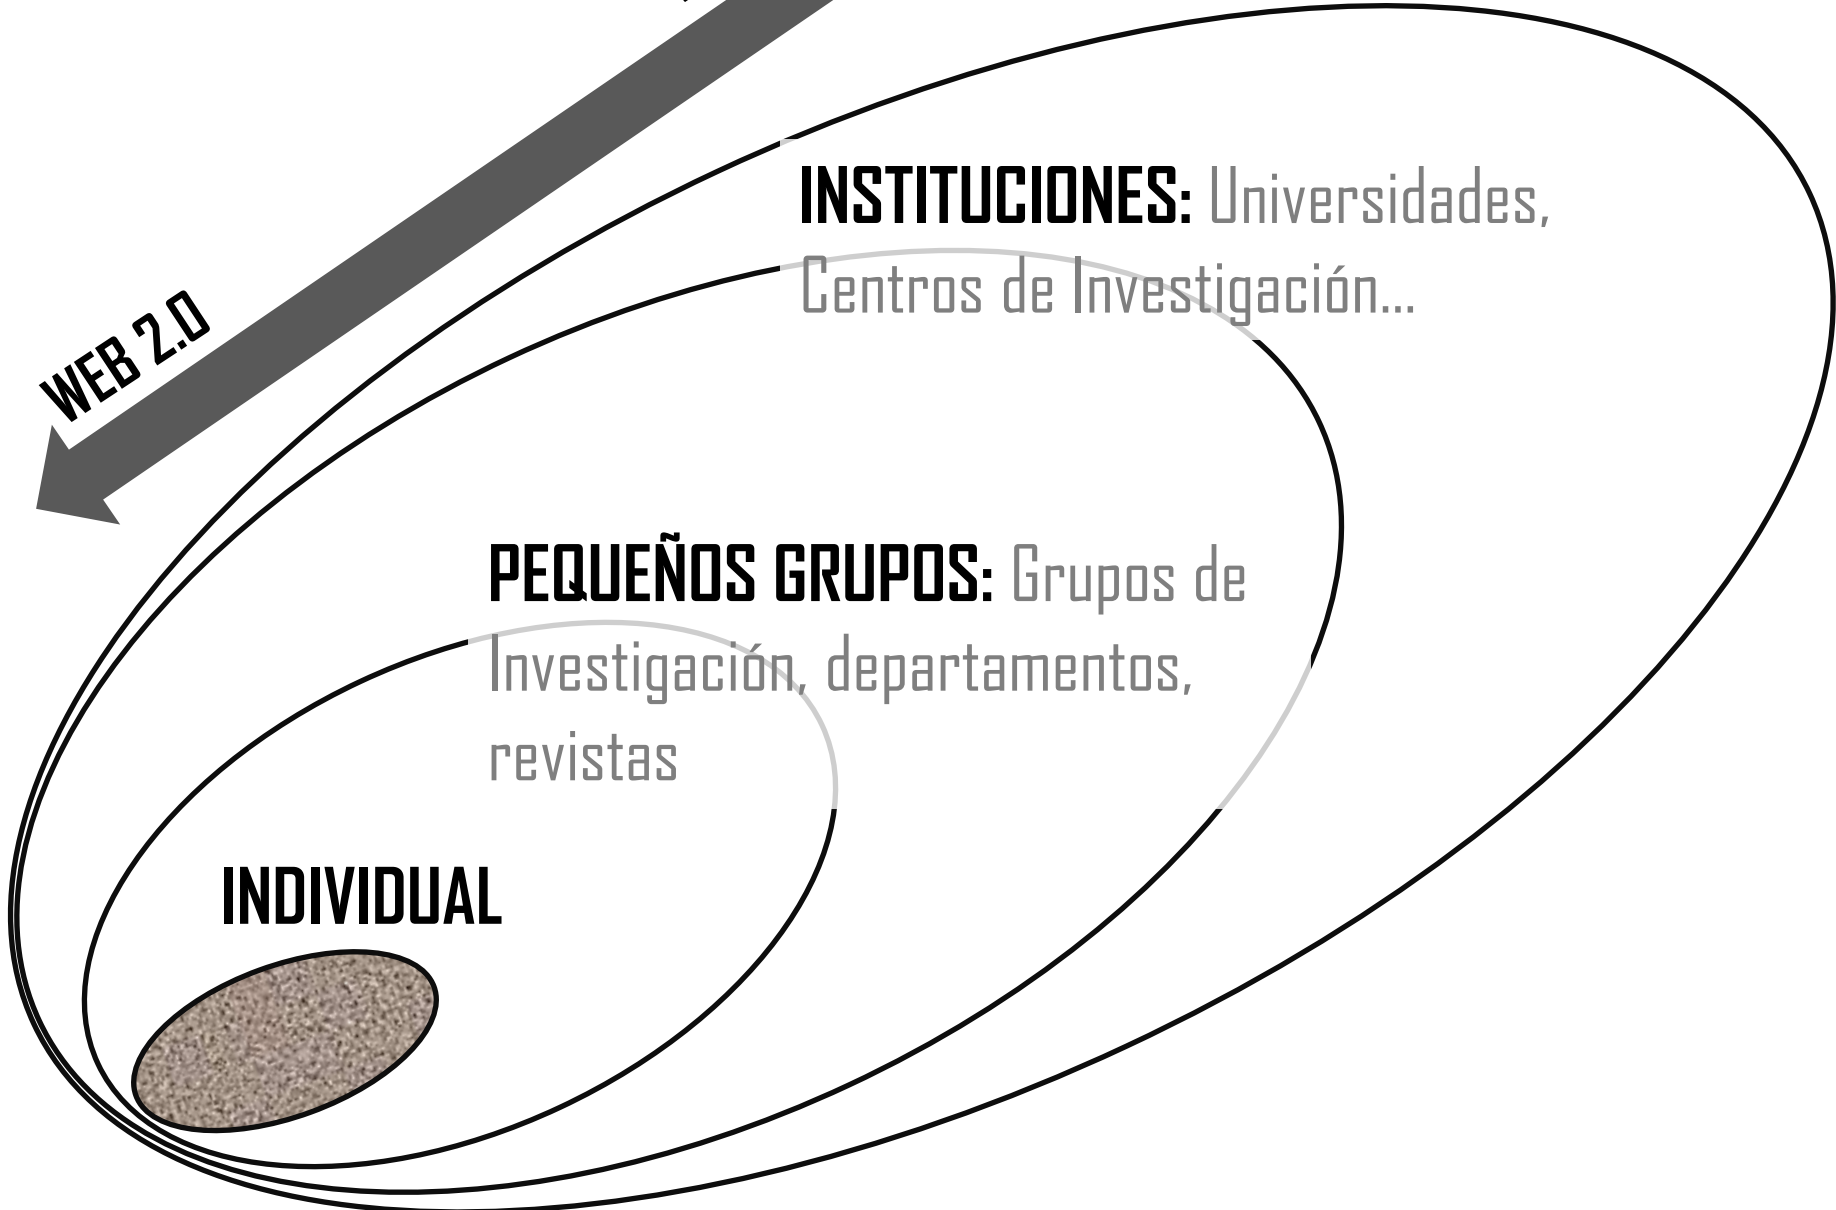 WEB 2.0
INSTITUCIONES: Universidades,
Centros de Investigación...
PEQUEÑOS GRUPOS: Grupos de
Investigación, departamentos,
revistas
INDIVIDUAL